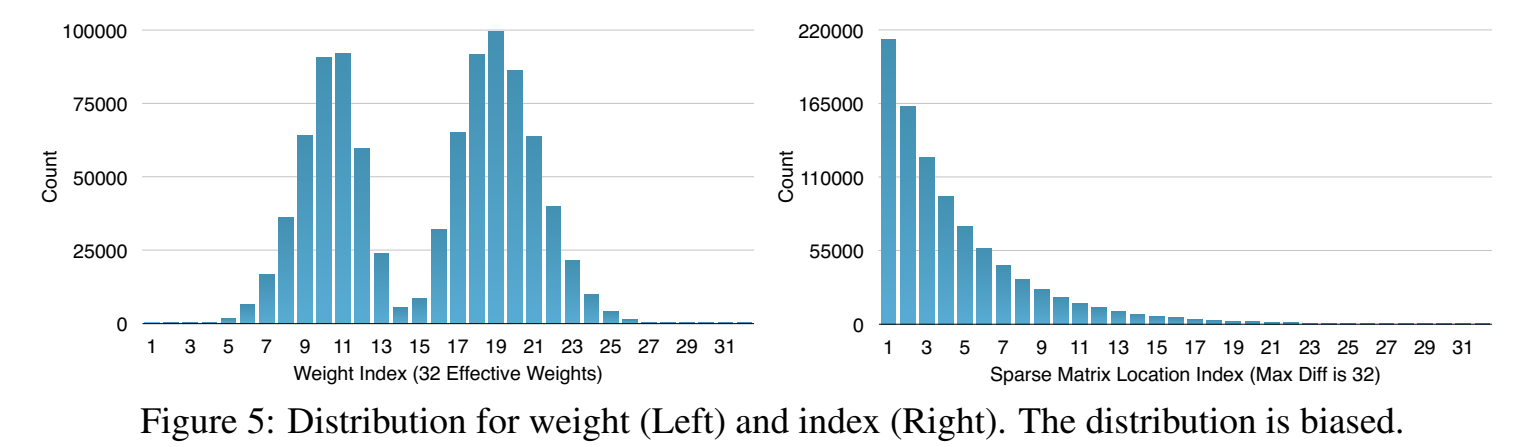 100000
75000
50000
25000
0
Count
1 3 5 7 9 11 13 15 17 19 21 23 25 27 29 31
Weight Index (32 Effective Weights)
220000
165000
110000
55000
0
Count
1 3 5 7 9 11 13 15 17 19 21 23 25 27 29 31
Sparse Matrix Location Index (Max Diff is 32)
Figure 5: Distribution for weight (Left) and index (Right). The distribution is biased.